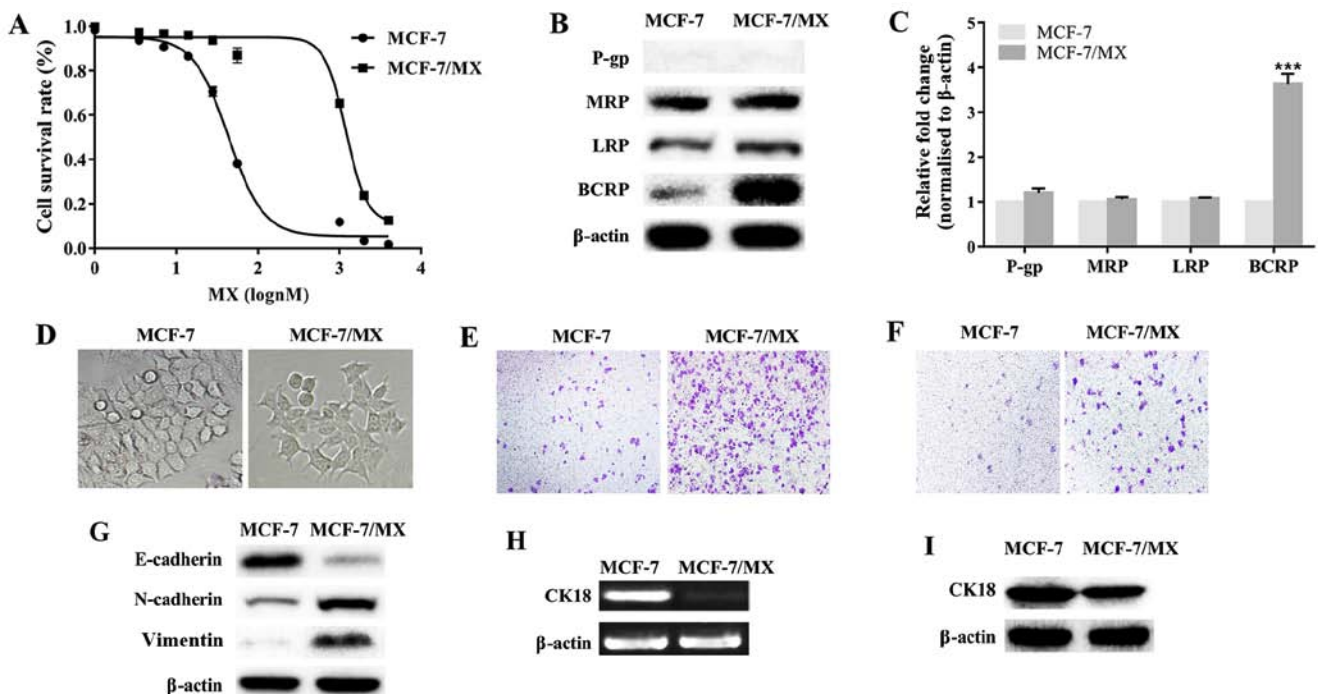 A
Cell survival rate (%)
1.0
0.8
0.6
0.4
0.2
0.0
0
1
2
3
4
MX (lognM)
MCF-7
MCF-7/MX
B
MCF-7
MCF-7/MX
P-gp
MRP
LRP
BCRP
β-actin
C
Relative fold change
(normalised to β-actin)
5
4
3
2
1
0
MCF-7
MCF-7/MX
***
P-gp
MRP
LRP
BCRP
D
MCF-7
MCF-7/MX
E
MCF-7
MCF-7/MX
F
MCF-7
MCF-7/MX
G
MCF-7
MCF-7/MX
E-cadherin
N-cadherin
Vimentin
β-actin
H
MCF-7
MCF-7/MX
CK18
β-actin
I
MCF-7
MCF-7/MX
CK18
β-actin